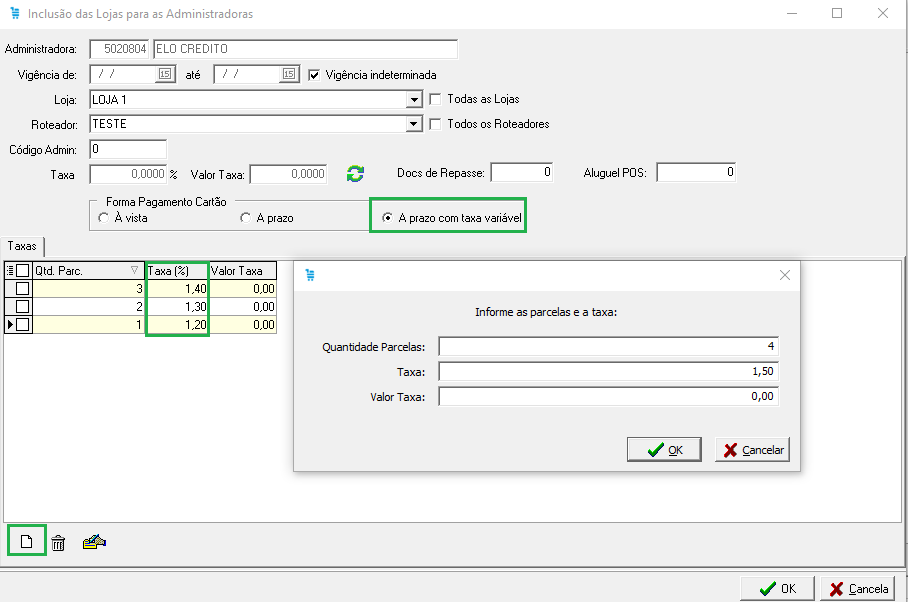 Inclusão das Lojas para as Administradoras
Administradora: 5020804 ELO CREDITO
Vigência de: / / 15 até / / 15 Vigência indeterminada
Loja: LOJA 1 Todas as Lojas
Roteador: TESTE Todos os Roteadores
Código Admin: 0
Taxa 0,0000 % Valor Taxa: 0,0000 Docs de Repasse: 0 Aluguel POS: 0
Forma Pagamento Cartão
À vista A prazo A prazo com taxa variável
Taxas
Qtd. Parc. Taxa (%) Valor Taxa
3 1,40 0,00
2 1,30 0,00
1 1,20 0,00
Informe as parcelas e a taxa:
Quantidade Parcelas: 4
Taxa: 1,50
Valor Taxa: 0,00
OK Cancelar
OK Cancela